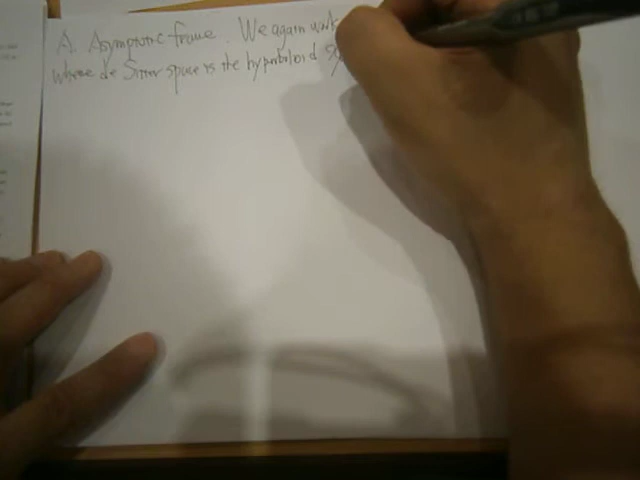 A. Asymptotic frame. We again work
where de Sitter space is the hyperboloid